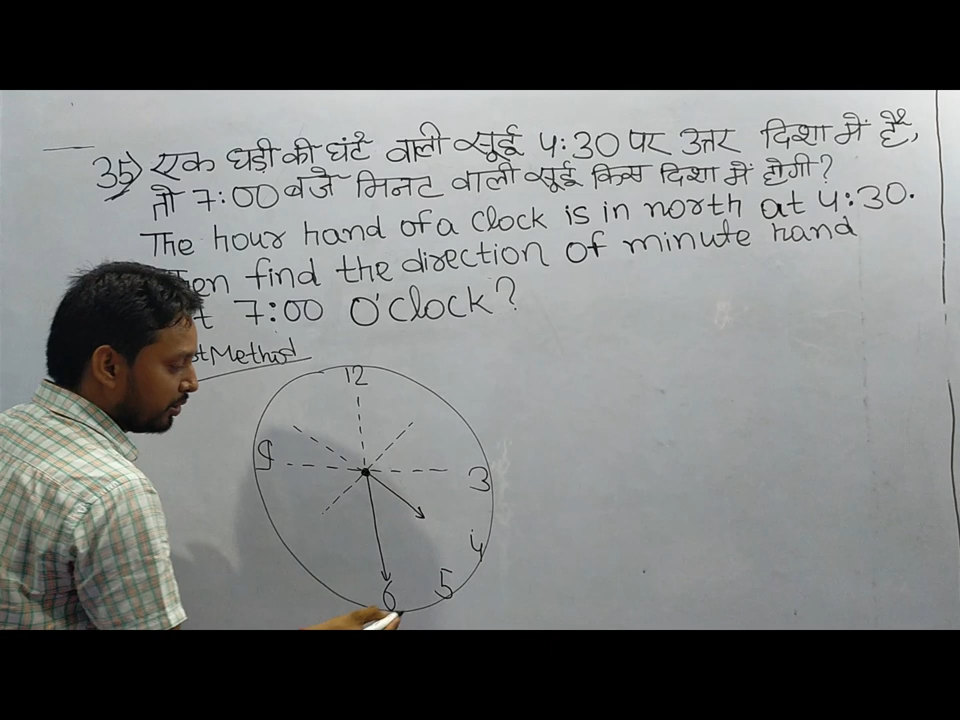 35) एक घड़ी की घंटे वाली सूई 4:30 पर उत्तर दिशा में है,
तो 7:00 बजे मिनट वाली सूई किस दिशा में होगी?
The hour hand of a clock is in north at 4:30.
find the direction of minute hand
7:00 O'clock?
Method
12
9
3
4
5
6